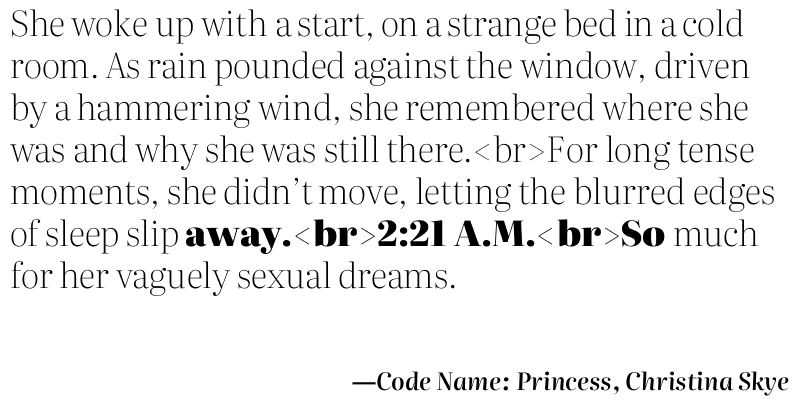 She woke up with a start, on a strange bed in a cold
room. As rain pounded against the window, driven
by a hammering wind, she remembered where she
was and why she was still there.<br>For long tense
moments, she didn't move, letting the blurred edges
of sleep slip away.<br>2:21 A.M.<br>So much
for her vaguely sexual dreams.
—Code Name: Princess, Christina Skye